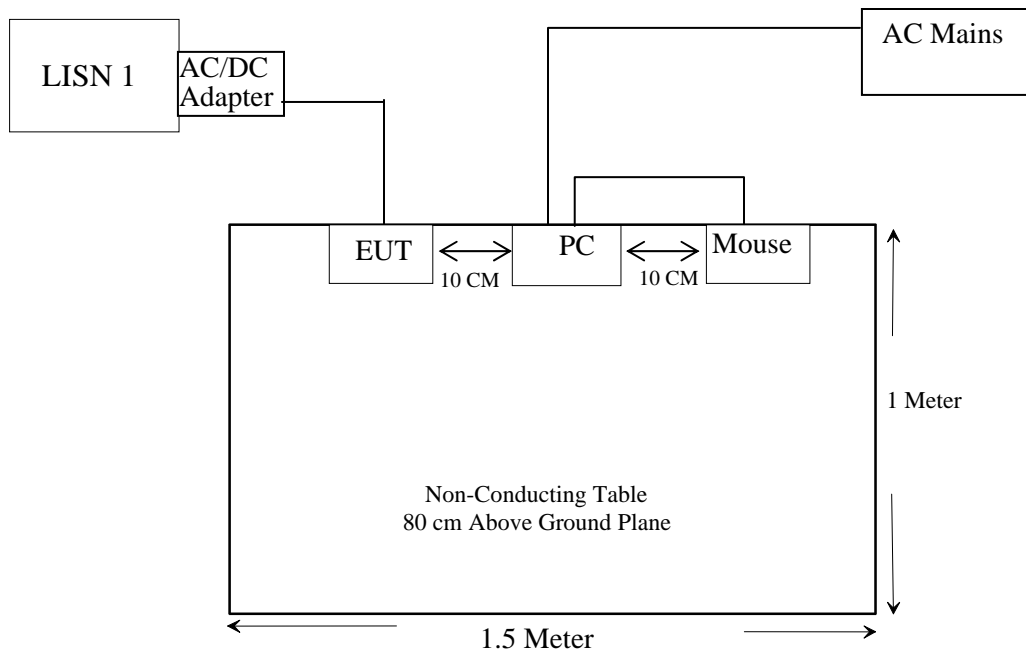 LISN 1
AC/DC
Adapter
AC Mains
EUT
PC
Mouse
10 CM
10 CM
1 Meter
Non-Conducting Table
80 cm Above Ground Plane
1.5 Meter